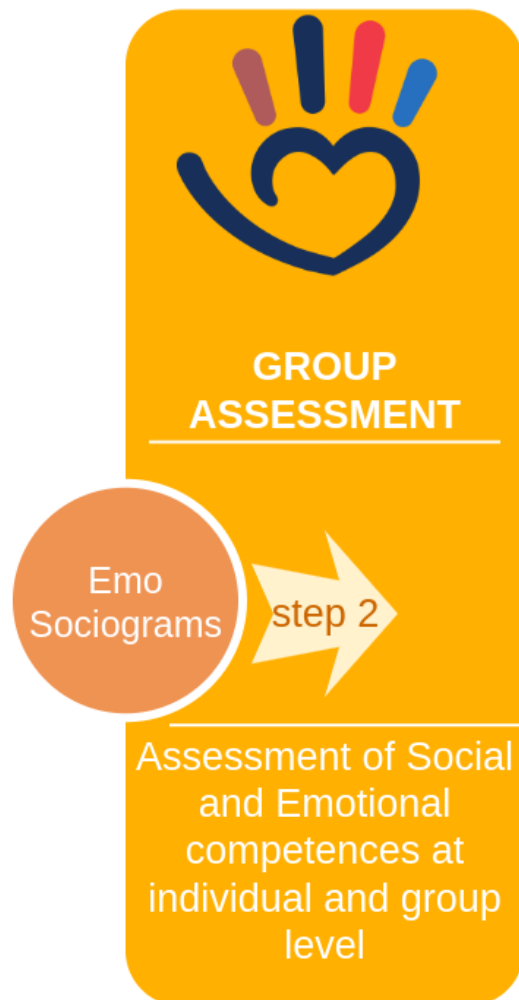 GROUP
ASSESSMENT
Emo
Sociograms
step 2
Assessment of Social
and Emotional
competences at
individual and group
level